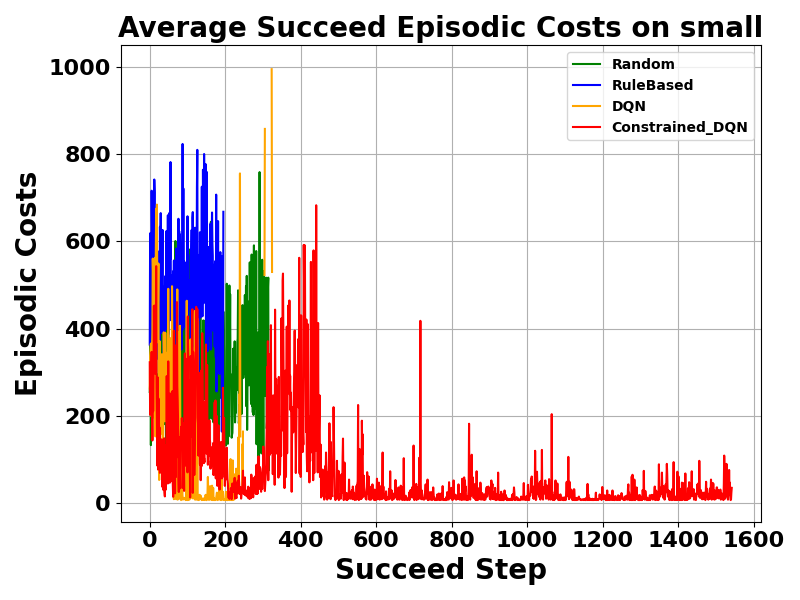 Average Succeed Episodic Costs on small
Random
RuleBased
DQN
Constrained_DQN
Episodic Costs
1000
800
600
400
200
0
0 200 400 600 800 1000 1200 1400 1600
Succeed Step